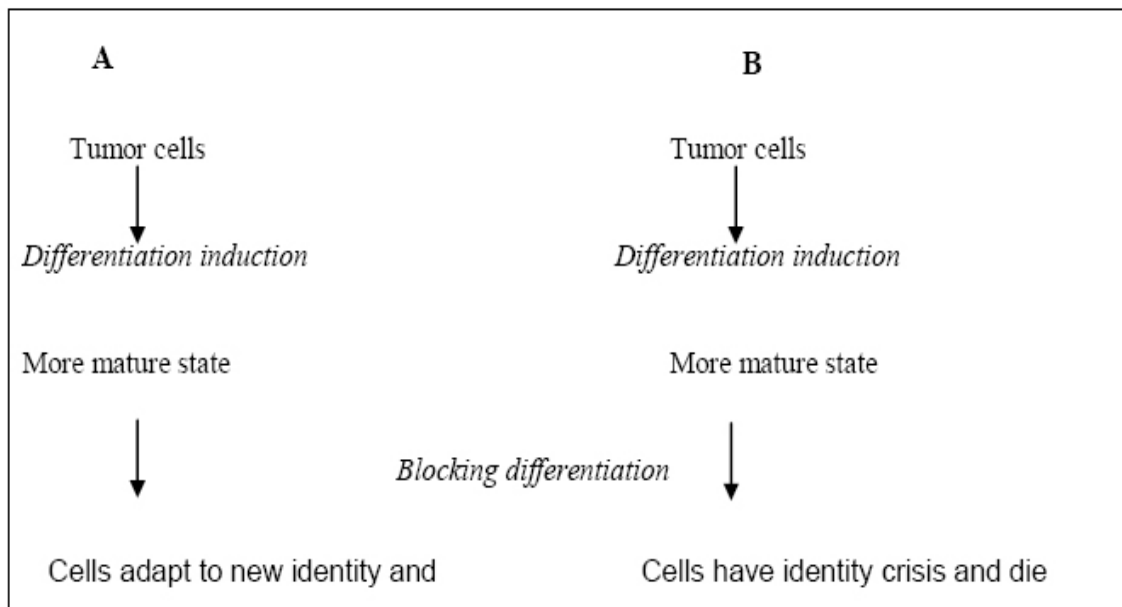 A
B
Tumor cells
Tumor cells
Differentiation induction
Differentiation induction
More mature state
More mature state
Blocking differentiation
Cells adapt to new identity and
Cells have identity crisis and die